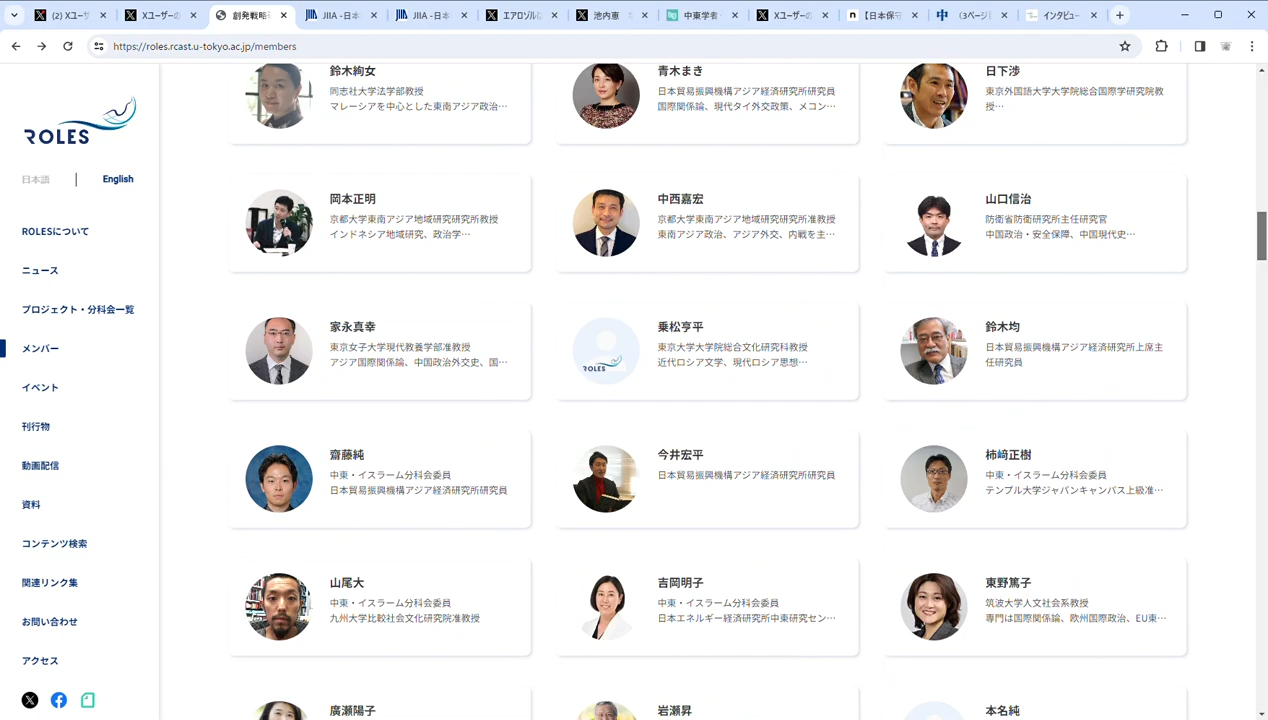 (2) Xユーザ
Xユーザーの
創発戦略
JIIA -日本
JIIA -日本
エアロゾル
池内恵
中東学者
Xユーザーの
【日本保守
(3ページ)
インタビュー
https://roles.rcast.u-tokyo.ac.jp/members
ROLES
日本語 | English
ROLESについて
ニュース
プロジェクト・分科会一覧
メンバー
イベント
刊行物
動画配信
資料
コンテンツ検索
関連リンク集
お問い合わせ
アクセス
鈴木絢女
同志社大学法学部教授
マレーシアを中心とした東南アジア政治…
青木まき
日本貿易振興機構アジア経済研究所研究員
国際関係論、現代タイ外交政策、メコン…
日下渉
東京外国語大学大学院総合国際学研究院教
授…
岡本正明
京都大学東南アジア地域研究研究所教授
インドネシア地域研究、政治学…
中西嘉宏
京都大学東南アジア地域研究研究所准教授
東南アジア政治、アジア外交、内戦を主…
山口信治
防衛省防衛研究所主任研究官
中国政治・安全保障、中国現代史…
家永真幸
東京女子大学現代教養学部准教授
アジア国際関係論、中国政治外交史、国…
乗松亨平
東京大学大学院総合文化研究科教授
近代ロシア文学、現代ロシア思想…
ROLES
鈴木均
日本貿易振興機構アジア経済研究所上席主
任研究員
齋藤純
中東・イスラーム分科会委員
日本貿易振興機構アジア経済研究所研究員
今井宏平
日本貿易振興機構アジア経済研究所研究員
柿﨑正樹
中東・イスラーム分科会委員
テンプル大学ジャパンキャンパス上級准…
山尾大
中東・イスラーム分科会委員
九州大学比較社会文化研究院准教授
吉岡明子
中東・イスラーム分科会委員
日本エネルギー経済研究所中東研究セン…
東野篤子
筑波大学人文社会系教授
専門は国際関係論、欧州国際政治、EU東…
廣瀬陽子
岩瀬昇
本名純